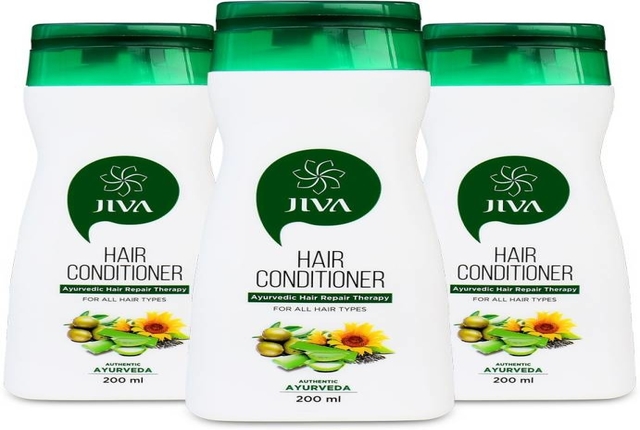 JIVA
HAIR
CONDITIONER
Ayurvedic Hair Repair Therapy
FOR ALL HAIR TYPES
AUTHENTIC
AYURVEDA
200 ml
JIVA
HAIR
CONDITIONER
Ayurvedic Hair Repair Therapy
FOR ALL HAIR TYPES
AUTHENTIC
AYURVEDA
200 ml
JIVA
HAIR
CONDITIONER
Ayurvedic Hair Repair Therapy
FOR ALL HAIR TYPES
AUTHENTIC
AYURVEDA
200 ml